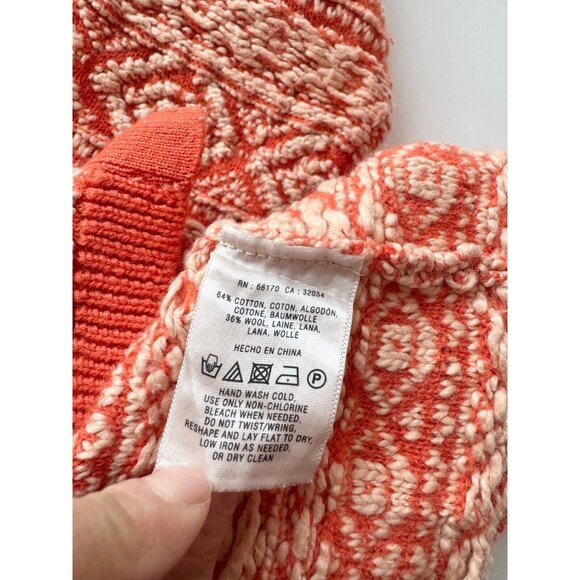 RN : 66170 CA : 32054
64% COTTON, COTON, ALGODON,
COTONE, BAUMWOLLE
36% WOOL, LAINE, LANA,
LANA, WOLLE
HECHO EN CHINA
P
HAND WASH COLD.
USE ONLY NON-CHLORINE
BLEACH WHEN NEEDED.
DO NOT TWIST/WRING.
RESHAPE AND LAY FLAT TO DRY.
LOW IRON AS NEEDED.
OR DRY CLEAN